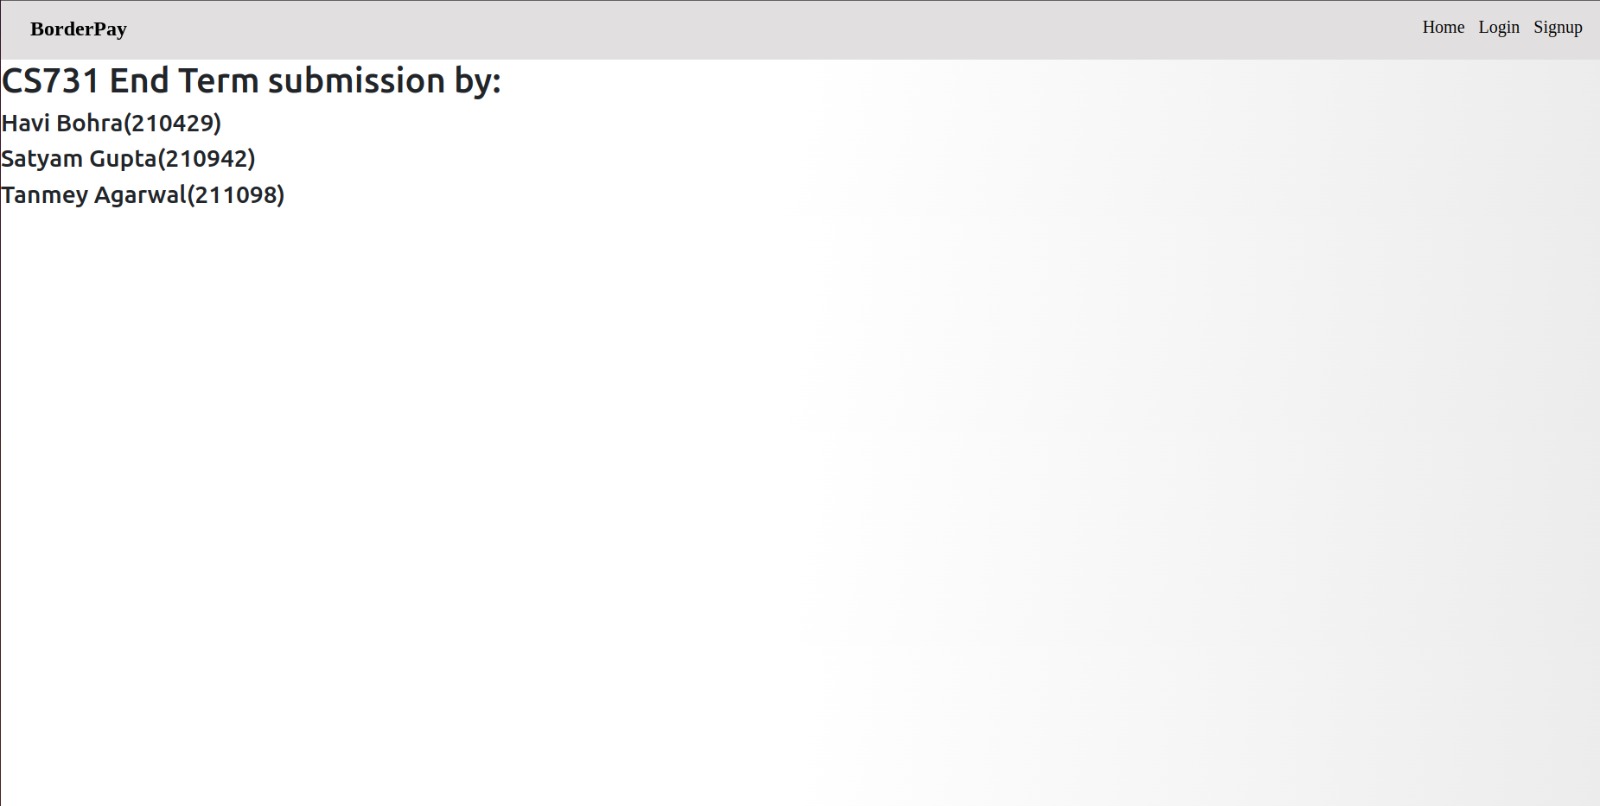 BorderPay
Home Login Signup
CS731 End Term submission by:
Havi Bohra(210429)
Satyam Gupta(210942)
Tanmey Agarwal(211098)